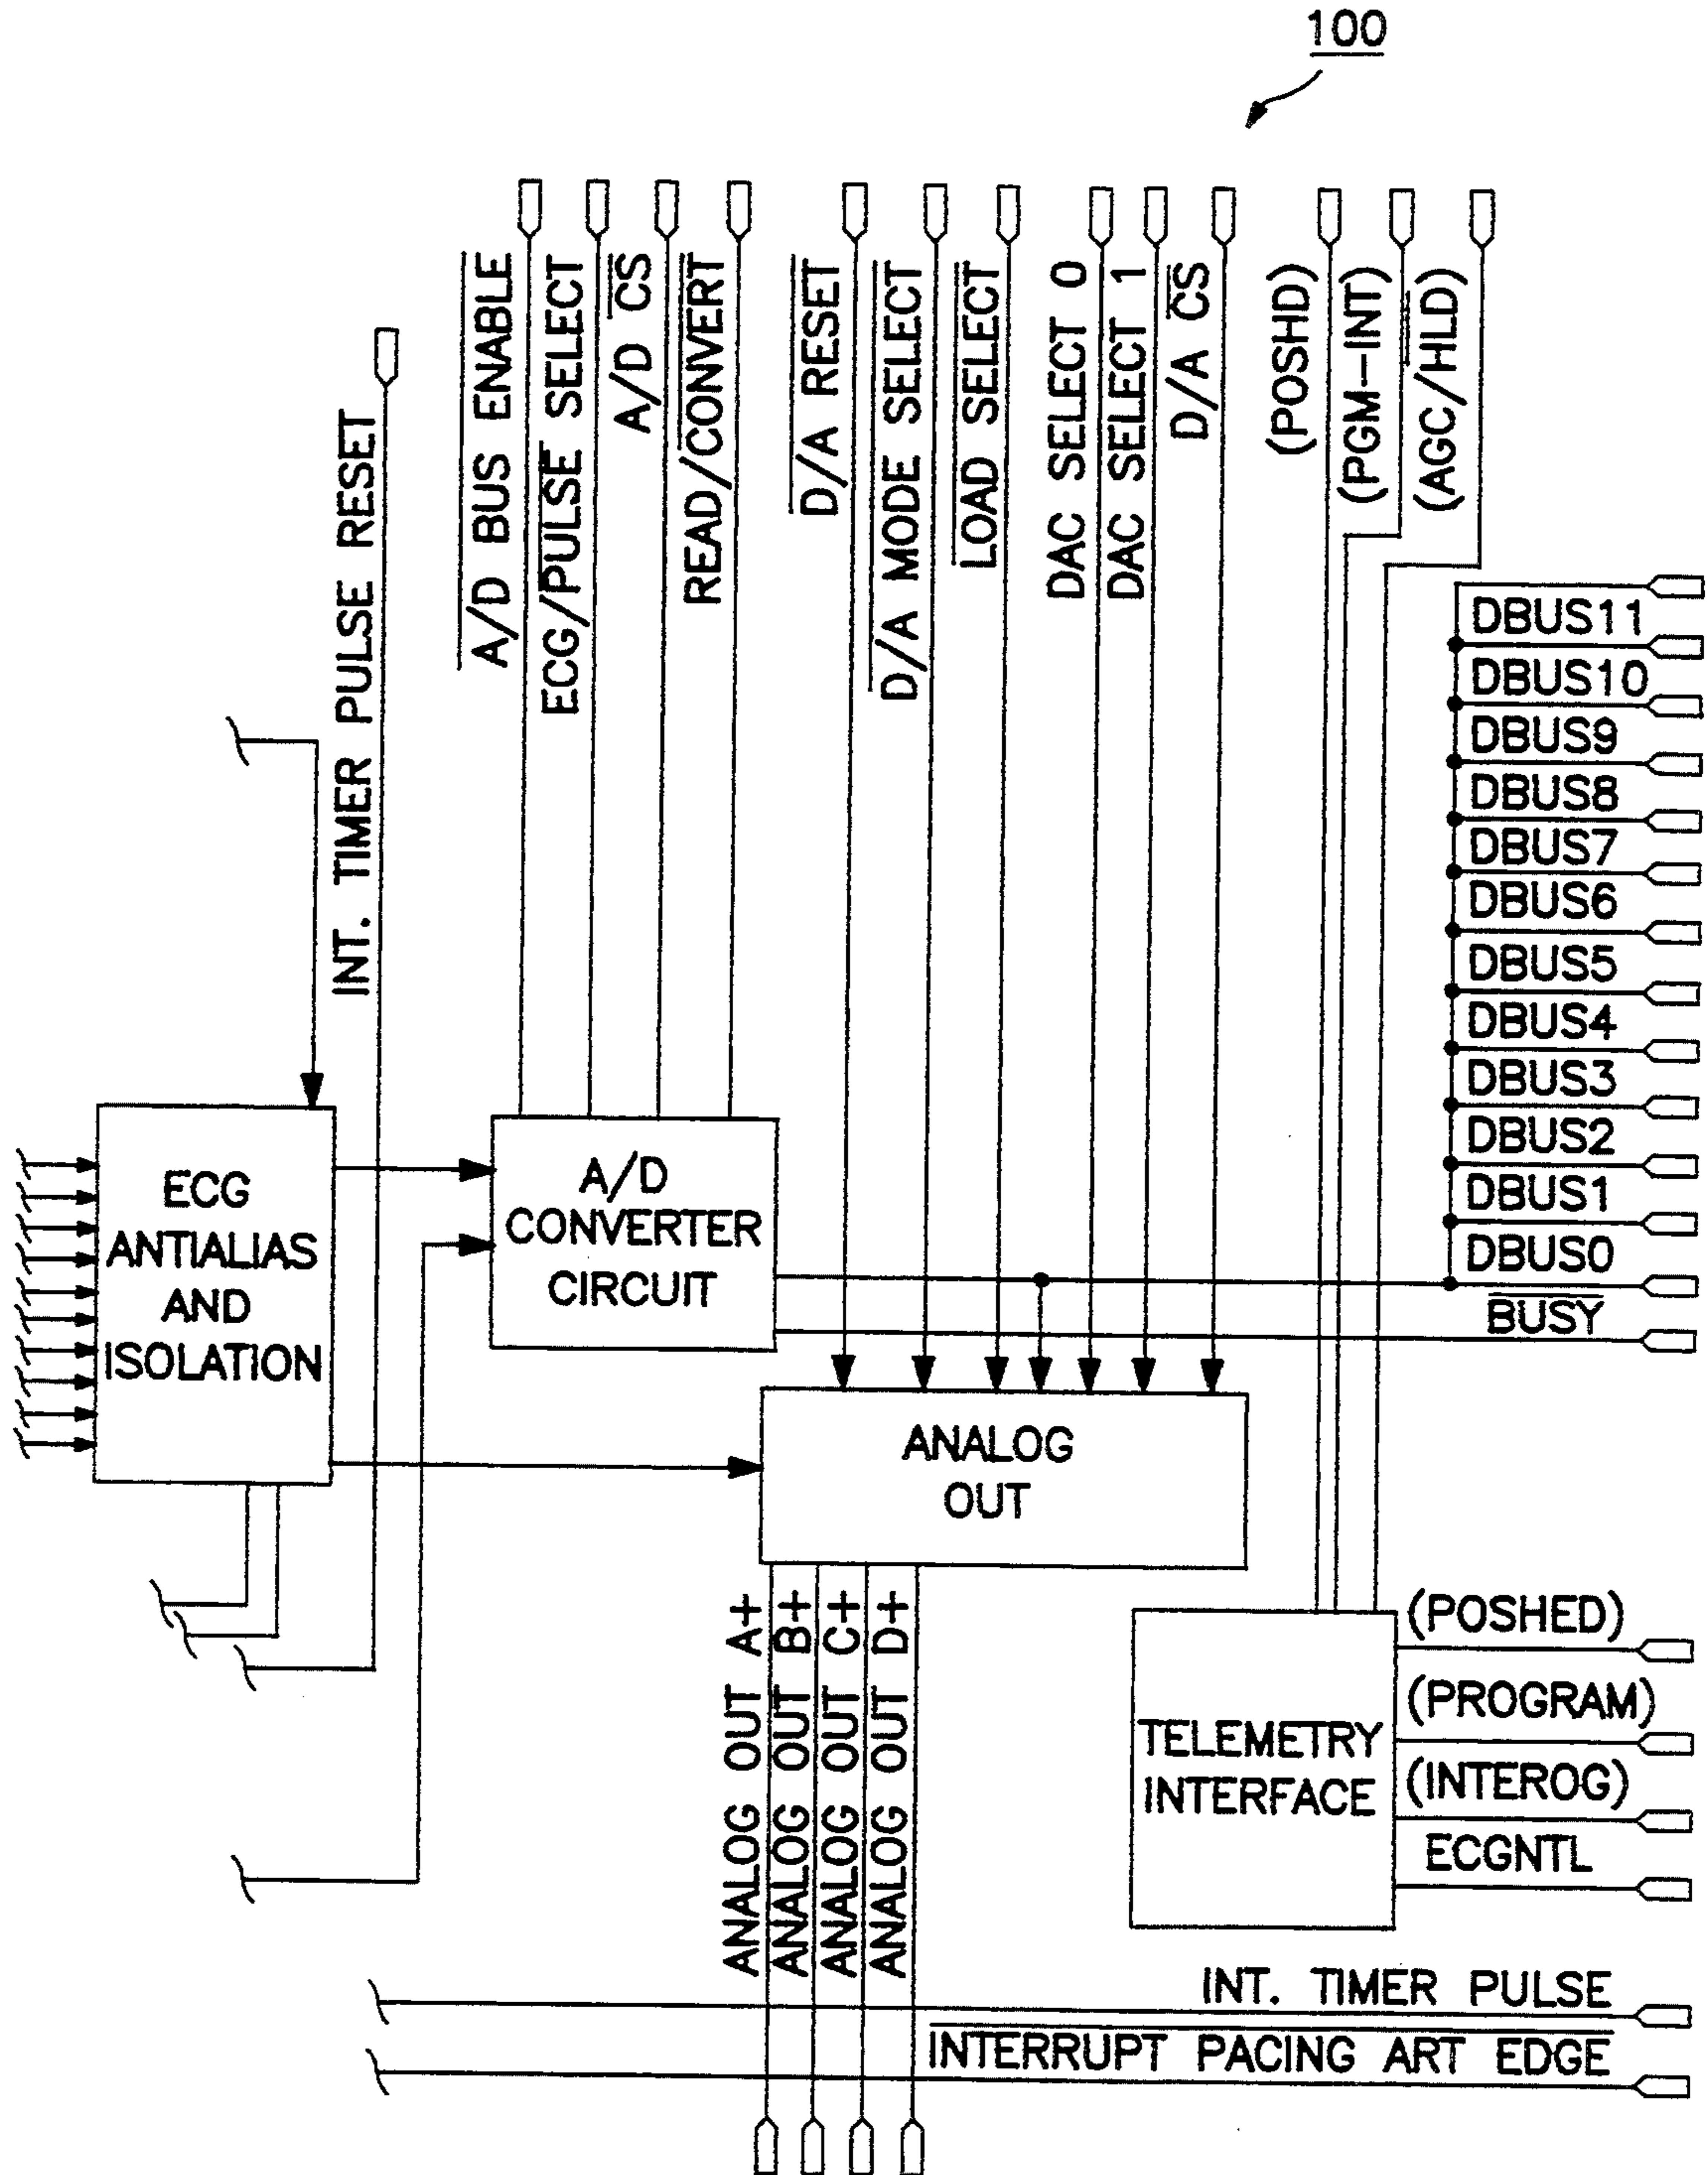 100
A/D BUS ENABLE
ECG/PULSE SELECT
A/D CS
READ/CONVERT
D/A RESET
D/A MODE SELECT
LOAD SELECT
DAC SELECT 0
DAC SELECT 1
D/A CS
(POSHD)
(PGM-INT)
(AGC/HLD)
INT. TIMER PULSE RESET
DBUS11
DBUS10
DBUS9
DBUS8
DBUS7
DBUS6
DBUS5
DBUS4
DBUS3
DBUS2
DBUS1
DBUS0
BUSY
ECG
ANTIALIAS
AND
ISOLATION
A/D
CONVERTER
CIRCUIT
ANALOG
OUT
ANALOG OUT A+
ANALOG OUT B+
ANALOG OUT C+
ANALOG OUT D+
TELEMETRY
INTERFACE
(POSHED)
(PROGRAM)
(INTEROG)
ECGNTL
INT. TIMER PULSE
INTERRUPT PACING ART EDGE